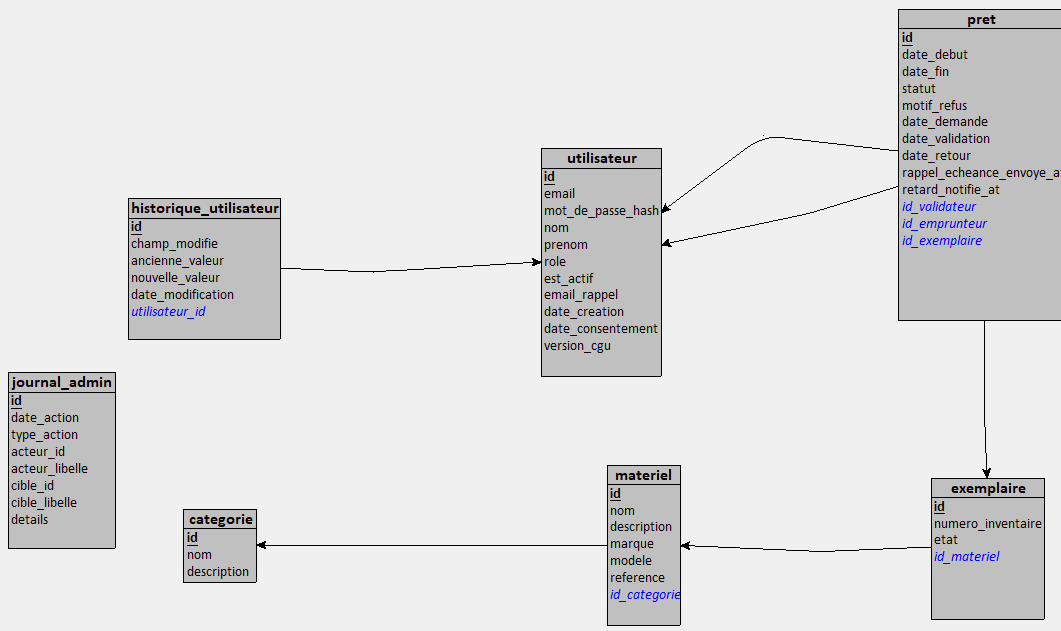 pret
id
date_debut
date_fin
statut
motif_refus
date_demande
date_validation
date_retour
rappel_echeance_envoye_a
retard_notifie_at
id_validateur
id_emprunteur
id_exemplaire
utilisateur
id
email
mot_de_passe_hash
nom
prenom
role
est_actif
email_rappel
date_creation
date_consentement
version_cgu
historique_utilisateur
id
champ_modifie
ancienne_valeur
nouvelle_valeur
date_modification
utilisateur_id
journal_admin
id
date_action
type_action
acteur_id
acteur_libelle
cible_id
cible_libelle
details
categorie
id
nom
description
materiel
id
nom
description
marque
modele
reference
id_categorie
exemplaire
id
numero_inventaire
etat
id_materiel